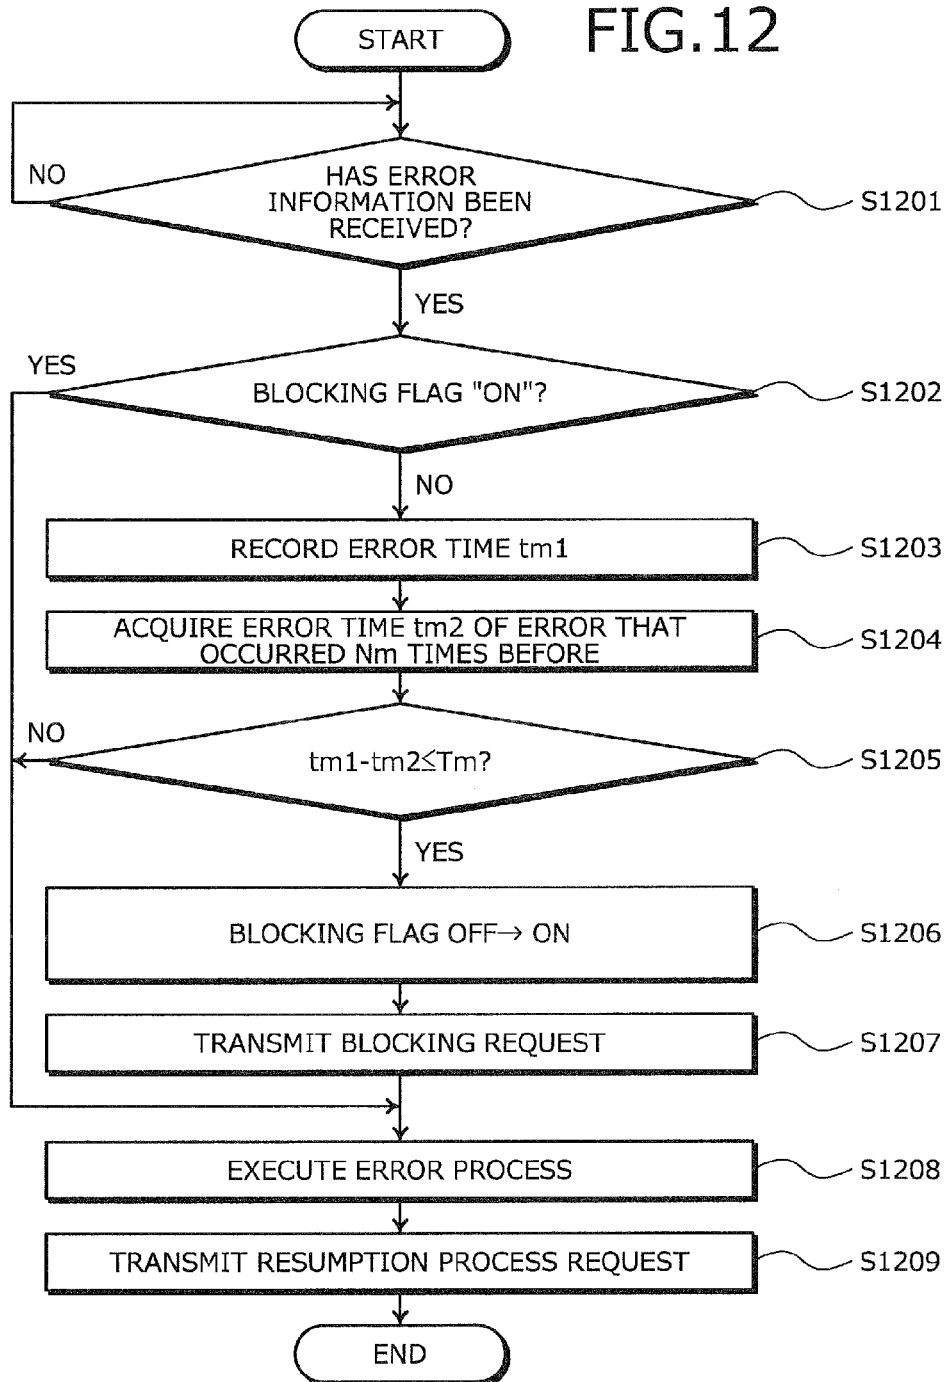 FIG.12
START
NO
HAS ERROR
INFORMATION BEEN
RECEIVED?
S1201
YES
YES
BLOCKING FLAG "ON"?
S1202
NO
RECORD ERROR TIME tm1
S1203
ACQUIRE ERROR TIME tm2 OF ERROR THAT
OCCURRED Nm TIMES BEFORE
S1204
NO
tm1-tm2≤Tm?
S1205
YES
BLOCKING FLAG OFF→ ON
S1206
TRANSMIT BLOCKING REQUEST
S1207
EXECUTE ERROR PROCESS
S1208
TRANSMIT RESUMPTION PROCESS REQUEST
S1209
END